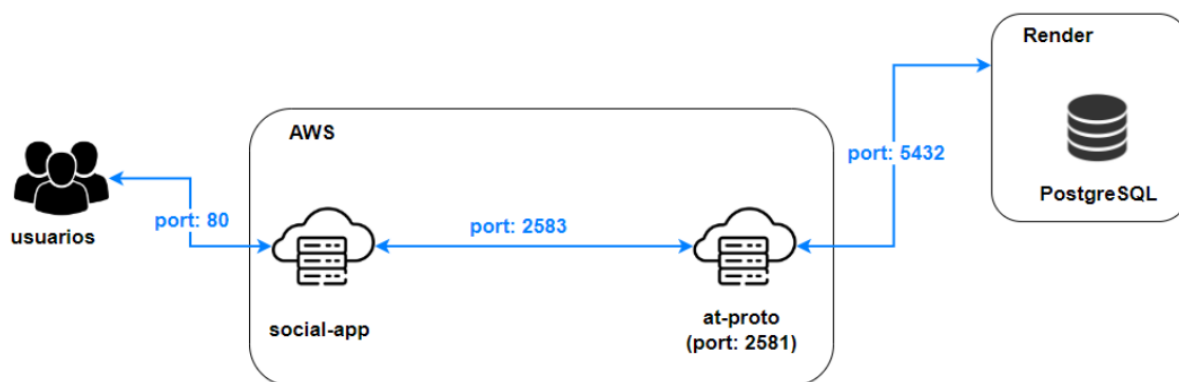 Render
PostgreSQL
port: 5432
AWS
port: 80
usuarios
port: 2583
social-app
at-proto
(port: 2581)